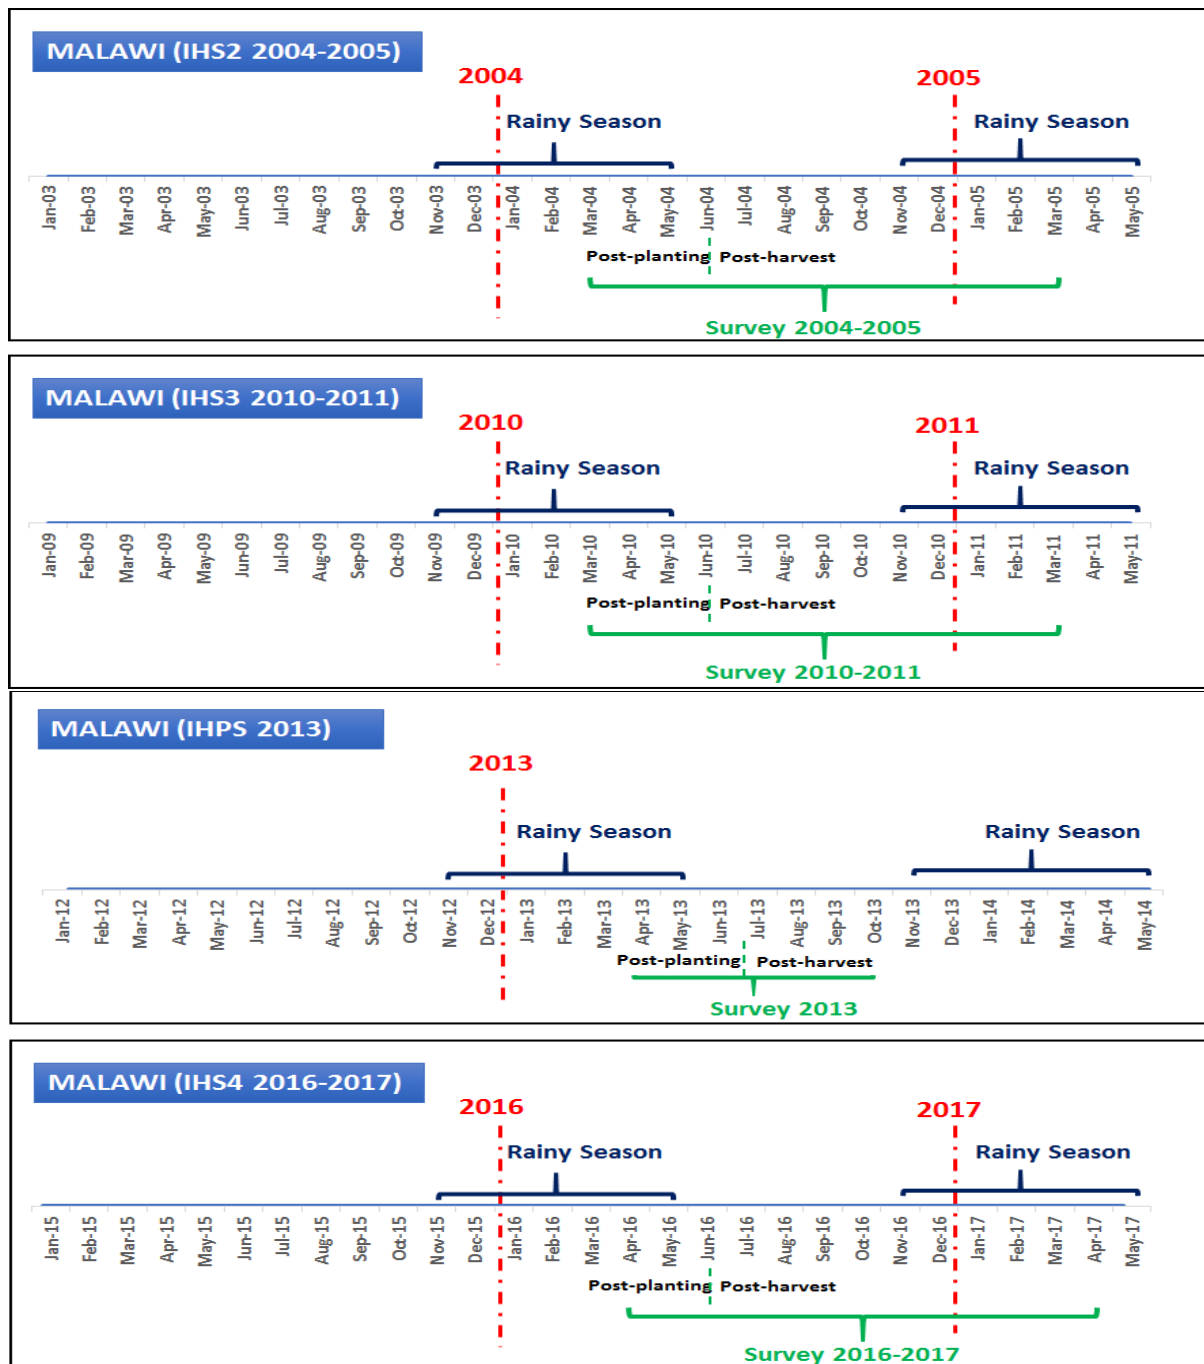 MALAWI (IHS2 2004-2005)
2004 2005
Rainy Season Rainy Season
Jan-03 Feb-03 Mar-03 Apr-03 May-03 Jun-03 Jul-03 Aug-03 Sep-03 Oct-03 Nov-03 Dec-03 Jan-04 Feb-04 Mar-04 Apr-04 May-04 Jun-04 Jul-04 Aug-04 Sep-04 Oct-04 Nov-04 Dec-04 Jan-05 Feb-05 Mar-05 Apr-05 May-05
Post-planting Post-harvest
Survey 2004-2005
MALAWI (IHS3 2010-2011)
2010 2011
Rainy Season Rainy Season
Jan-09 Feb-09 Mar-09 Apr-09 May-09 Jun-09 Jul-09 Aug-09 Sep-09 Oct-09 Nov-09 Dec-09 Jan-10 Feb-10 Mar-10 Apr-10 May-10 Jun-10 Jul-10 Aug-10 Sep-10 Oct-10 Nov-10 Dec-10 Jan-11 Feb-11 Mar-11 Apr-11 May-11
Post-planting Post-harvest
Survey 2010-2011
MALAWI (IHPS 2013)
2013
Rainy Season Rainy Season
Jan-12 Feb-12 Mar-12 Apr-12 May-12 Jun-12 Jul-12 Aug-12 Sep-12 Oct-12 Nov-12 Dec-12 Jan-13 Feb-13 Mar-13 Apr-13 May-13 Jun-13 Jul-13 Aug-13 Sep-13 Oct-13 Nov-13 Dec-13 Jan-14 Feb-14 Mar-14 Apr-14 May-14
Post-planting Post-harvest
Survey 2013
MALAWI (IHS4 2016-2017)
2016 2017
Rainy Season Rainy Season
Jan-15 Feb-15 Mar-15 Apr-15 May-15 Jun-15 Jul-15 Aug-15 Sep-15 Oct-15 Nov-15 Dec-15 Jan-16 Feb-16 Mar-16 Apr-16 May-16 Jun-16 Jul-16 Aug-16 Sep-16 Oct-16 Nov-16 Dec-16 Jan-17 Feb-17 Mar-17 Apr-17 May-17
Post-planting Post-harvest
Survey 2016-2017